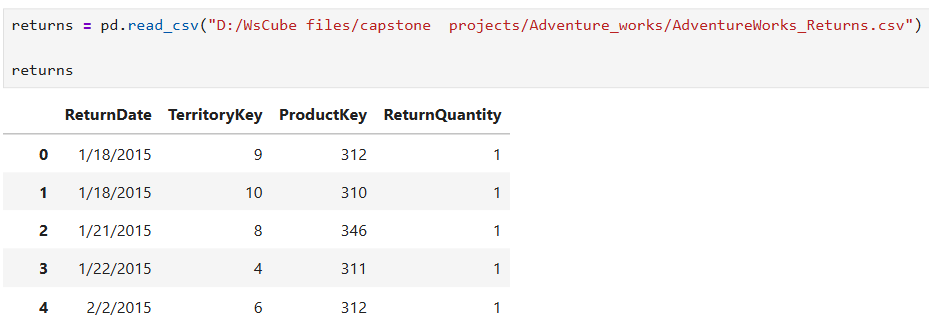 returns = pd.read_csv("D:/WsCube files/capstone  projects/Adventure_works/AdventureWorks_Returns.csv")
returns
ReturnDate TerritoryKey ProductKey ReturnQuantity
0 1/18/2015 9 312 1
1 1/18/2015 10 310 1
2 1/21/2015 8 346 1
3 1/22/2015 4 311 1
4 2/2/2015 6 312 1